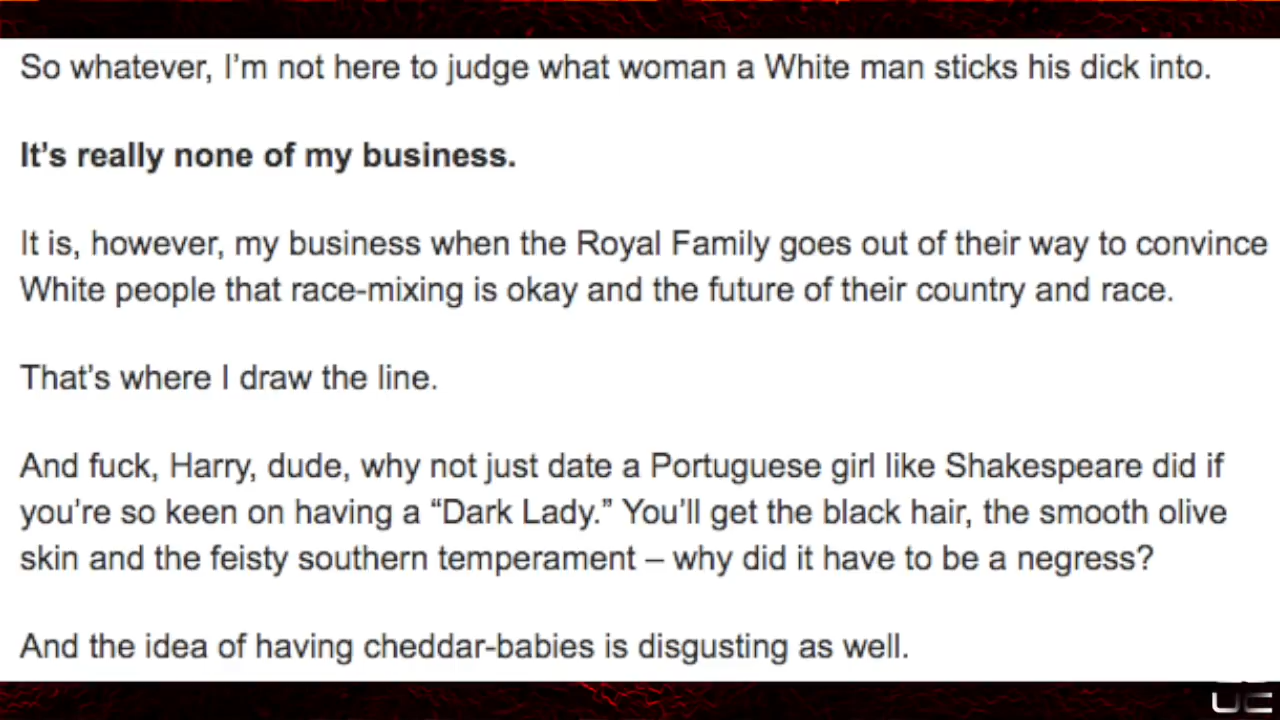 So whatever, I’m not here to judge what woman a White man sticks his dick into.
It’s really none of my business.
It is, however, my business when the Royal Family goes out of their way to convince
White people that race-mixing is okay and the future of their country and race.
That’s where I draw the line.
And fuck, Harry, dude, why not just date a Portuguese girl like Shakespeare did if
you’re so keen on having a “Dark Lady.” You’ll get the black hair, the smooth olive
skin and the feisty southern temperament – why did it have to be a negress?
And the idea of having cheddar-babies is disgusting as well.
UC